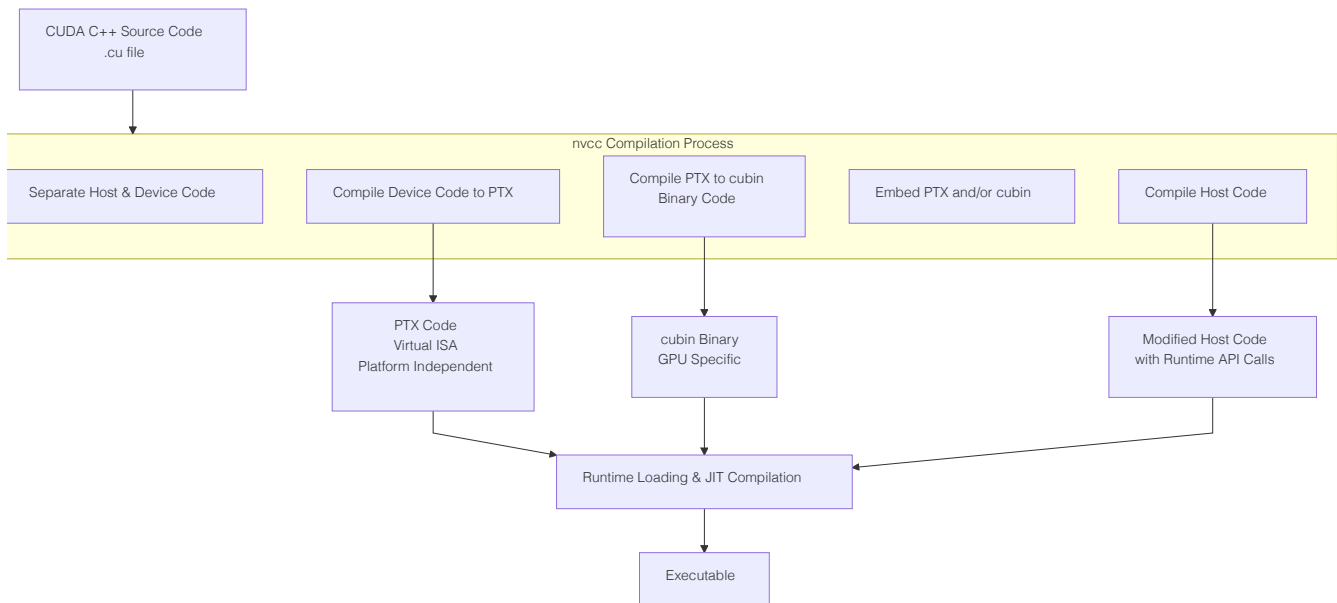 CUDA C++ Source Code
.cu file
nvcc Compilation Process
Separate Host & Device Code
Compile Device Code to PTX
Compile PTX to cubin
Binary Code
Embed PTX and/or cubin
Compile Host Code
PTX Code
Virtual ISA
Platform Independent
cubin Binary
GPU Specific
Modified Host Code
with Runtime API Calls
Runtime Loading & JIT Compilation
Executable